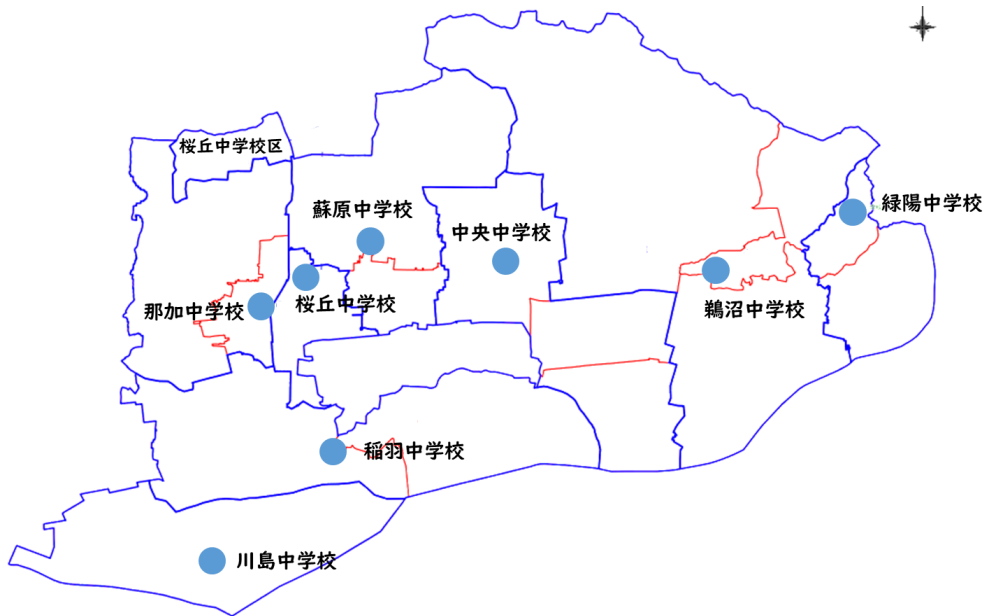 桜丘中学校区
蘇原中学校
中央中学校
緑陽中学校
那加中学校
桜丘中学校
鵜沼中学校
稲羽中学校
川島中学校